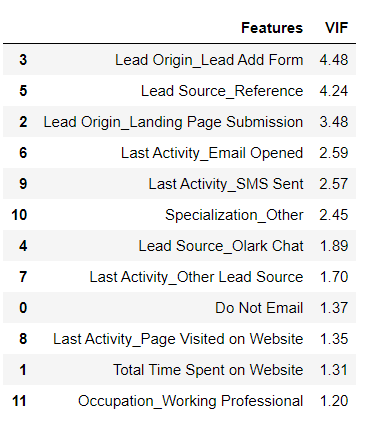 Features VIF
3 Lead Origin_Lead Add Form 4.48
5 Lead Source_Reference 4.24
2 Lead Origin_Landing Page Submission 3.48
6 Last Activity_Email Opened 2.59
9 Last Activity_SMS Sent 2.57
10 Specialization_Other 2.45
4 Lead Source_Olark Chat 1.89
7 Last Activity_Other Lead Source 1.70
0 Do Not Email 1.37
8 Last Activity_Page Visited on Website 1.35
1 Total Time Spent on Website 1.31
11 Occupation_Working Professional 1.20